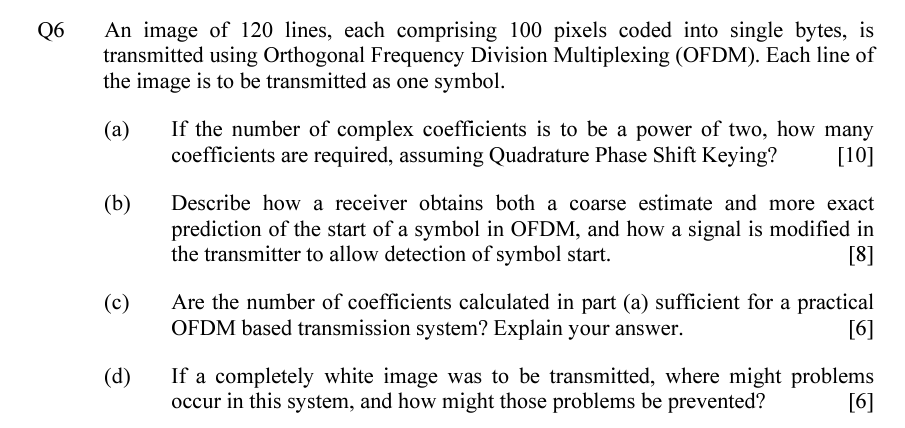 Q6 An image of 120 lines, each comprising 100 pixels coded into single bytes, is
transmitted using Orthogonal Frequency Division Multiplexing (OFDM). Each line of
the image is to be transmitted as one symbol.
(a) If the number of complex coefficients is to be a power of two, how many
coefficients are required, assuming Quadrature Phase Shift Keying? [10]
(b) Describe how a receiver obtains both a coarse estimate and more exact
prediction of the start of a symbol in OFDM, and how a signal is modified in
the transmitter to allow detection of symbol start. [8]
(c) Are the number of coefficients calculated in part (a) sufficient for a practical
OFDM based transmission system? Explain your answer. [6]
(d) If a completely white image was to be transmitted, where might problems
occur in this system, and how might those problems be prevented? [6]